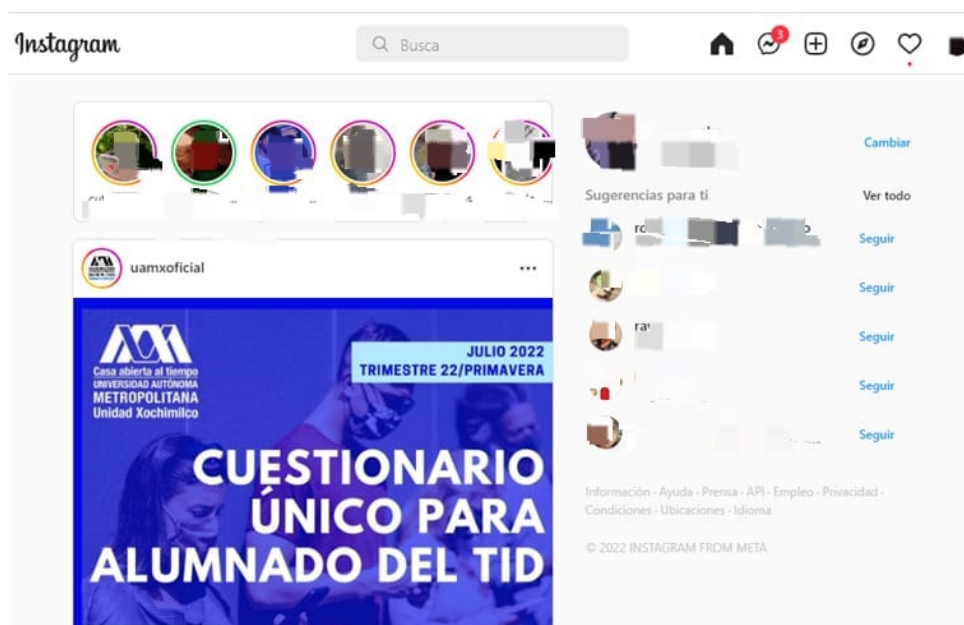 Instagram
Busca
3
Cambiar
Sugerencias para ti
Ver todo
Seguir
Seguir
Seguir
Seguir
Seguir
uamxoficial
Casa abierta al tiempo
UNIVERSIDAD AUTÓNOMA
METROPOLITANA
Unidad Xochimilco
JULIO 2022
TRIMESTRE 22/PRIMAVERA
CUESTIONARIO
ÚNICO PARA
ALUMNADO DEL TID
Información · Ayuda · Prensa · API · Empleo · Privacidad ·
Condiciones · Ubicaciones · Idioma
© 2022 INSTAGRAM FROM META